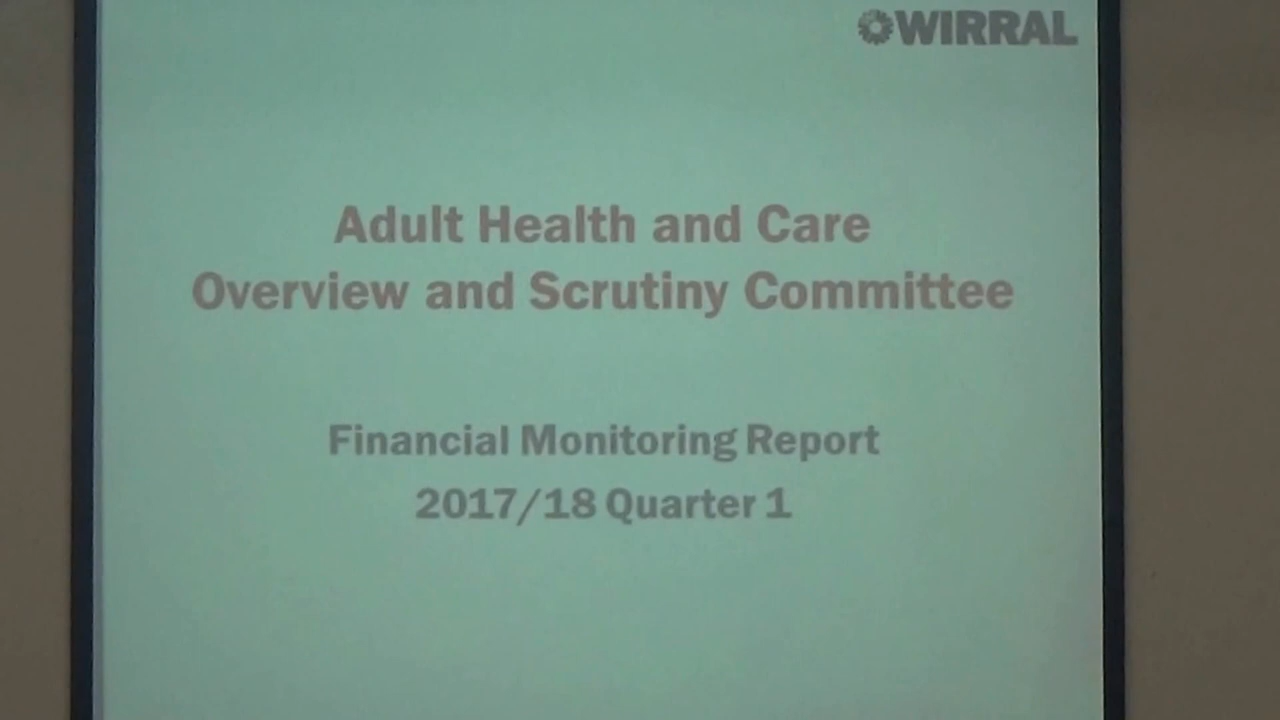 WIRRAL
Adult Health and Care
Overview and Scrutiny Committee
Financial Monitoring Report
2017/18 Quarter 1